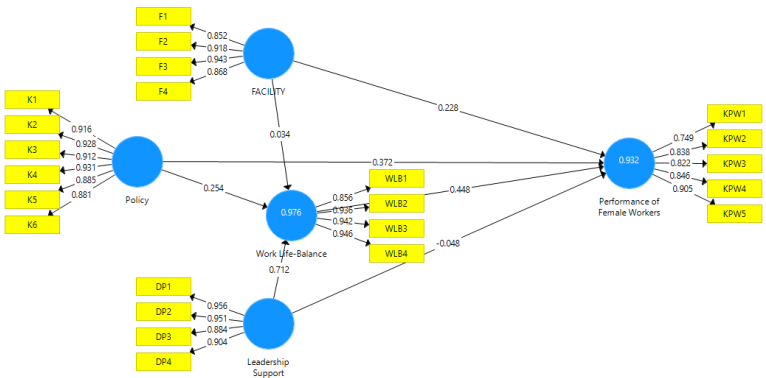 F1
F2
F3
F4
0.852
0.918
0.943
0.868
FACILITY
K1
K2
K3
K4
K5
K6
0.916
0.928
0.912
0.931
0.885
0.881
Policy
0.034
0.228
0.372
0.254
0.976
Work Life-Balance
0.856
0.936
0.942
0.946
WLB1
WLB2
WLB3
WLB4
0.448
-0.048
0.712
DP1
DP2
DP3
DP4
0.956
0.951
0.884
0.904
Leadership
Support
0.932
Performance of
Female Workers
0.749
0.838
0.822
0.846
0.905
KPW1
KPW2
KPW3
KPW4
KPW5